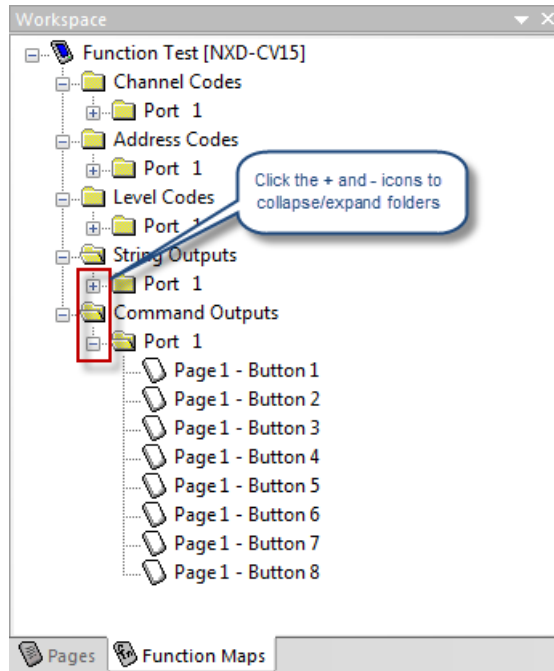 Workspace
Function Test [NXD-CV15]
Channel Codes
Port 1
Address Codes
Port 1
Level Codes
Port 1
String Outputs
Port 1
Command Outputs
Port 1
Page 1 - Button 1
Page 1 - Button 2
Page 1 - Button 3
Page 1 - Button 4
Page 1 - Button 5
Page 1 - Button 6
Page 1 - Button 7
Page 1 - Button 8
Click the + and - icons to
collapse/expand folders
Pages Function Maps